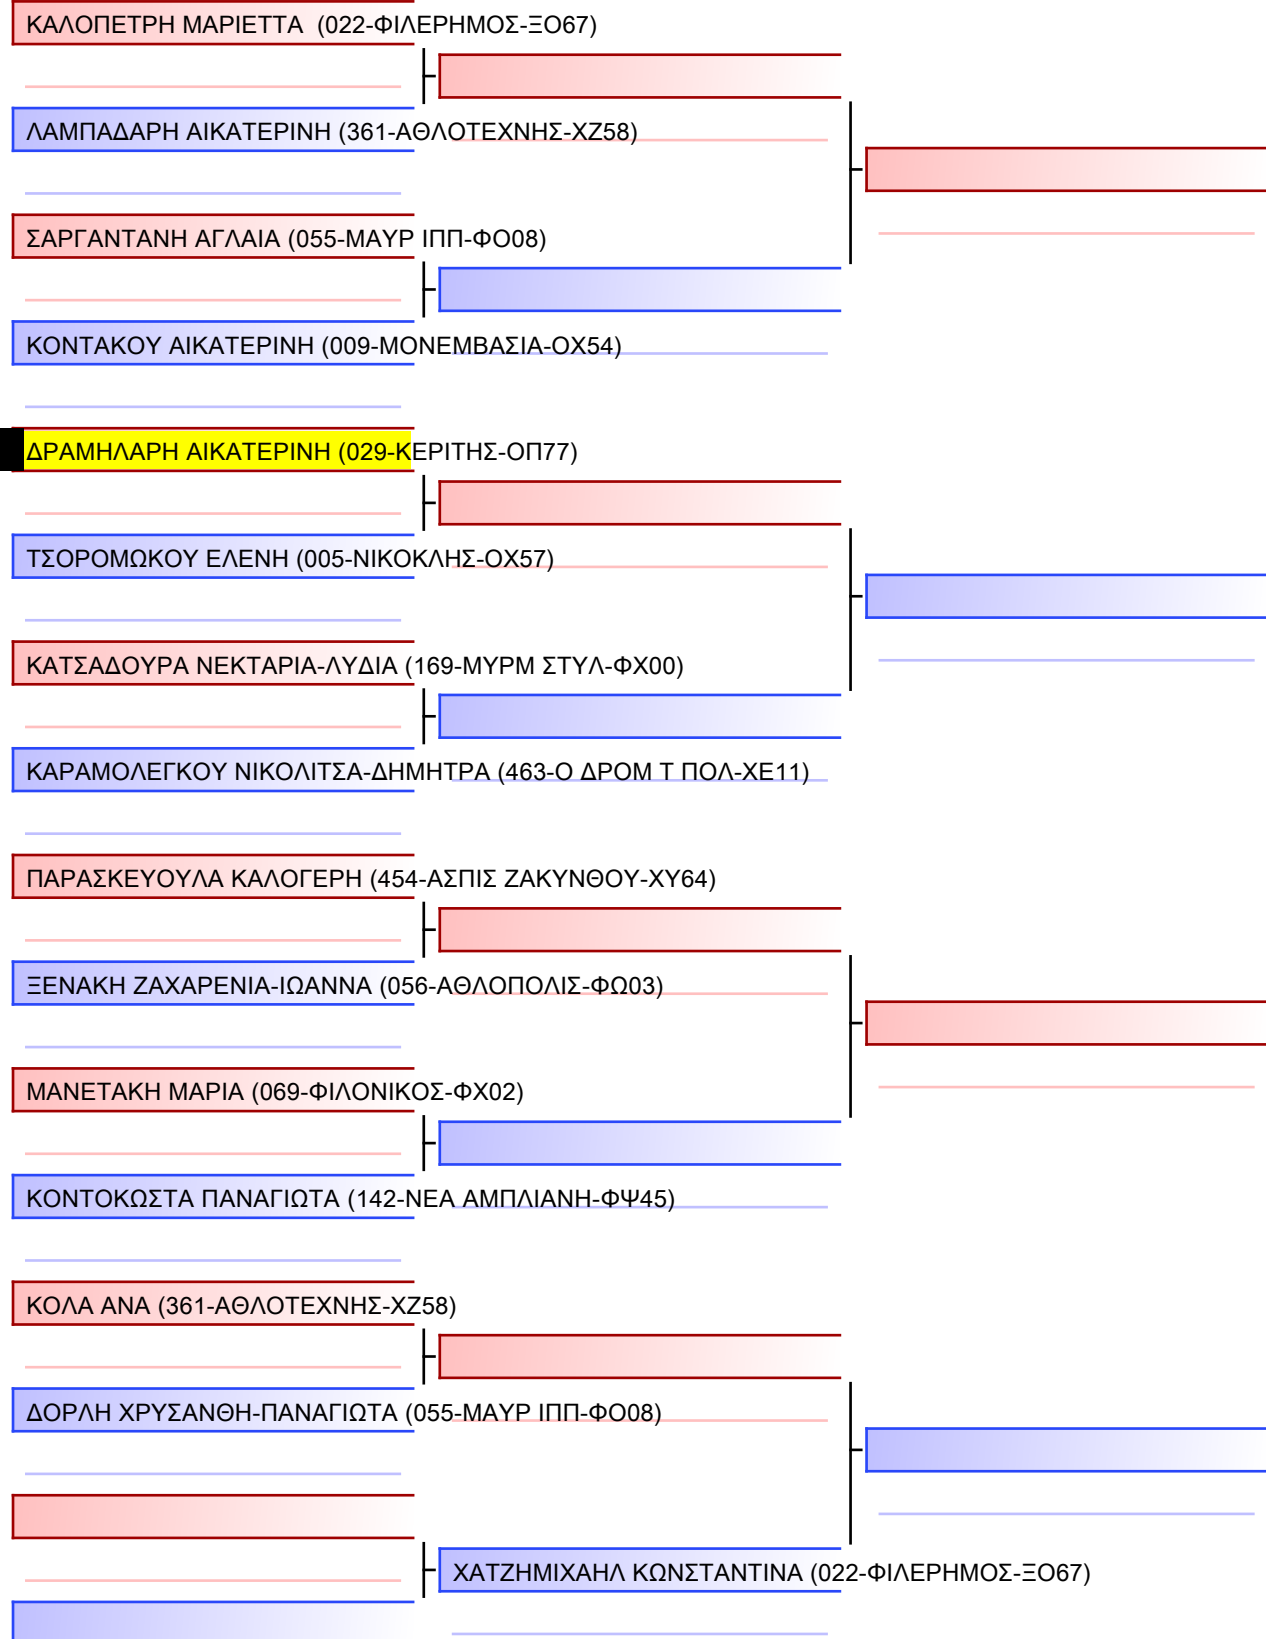 ΚΑΛΟΠΕΤΡΗ ΜΑΡΙΕΤΤΑ  (022-ΦΙΛΕΡΗΜΟΣ-ΞΟ67)
ΛΑΜΠΑΔΑΡΗ ΑΙΚΑΤΕΡΙΝΗ (361-ΑΘΛΟΤΕΧΝΗΣ-ΧΖ58)
ΣΑΡΓΑΝΤΑΝΗ ΑΓΛΑΙΑ (055-ΜΑΥΡ ΙΠΠ-ΦΟ08)
ΚΟΝΤΑΚΟΥ ΑΙΚΑΤΕΡΙΝΗ (009-ΜΟΝΕΜΒΑΣΙΑ-ΟΧ54)
ΔΡΑΜΗΛΑΡΗ ΑΙΚΑΤΕΡΙΝΗ (029-ΚΕΡΙΤΗΣ-ΟΠ77)
ΤΣΟΡΟΜΩΚΟΥ ΕΛΕΝΗ (005-ΝΙΚΟΚΛΗΣ-ΟΧ57)
ΚΑΤΣΑΔΟΥΡΑ ΝΕΚΤΑΡΙΑ-ΛΥΔΙΑ (169-ΜΥΡΜ ΣΤΥΛ-ΦΧ00)
ΚΑΡΑΜΟΛΕΓΚΟΥ ΝΙΚΟΛΙΤΣΑ-ΔΗΜΗΤΡΑ (463-Ο ΔΡΟΜ Τ ΠΟΛ-ΧΕ11)
ΠΑΡΑΣΚΕΥΟΥΛΑ ΚΑΛΟΓΕΡΗ (454-ΑΣΠΙΣ ΖΑΚΥΝΘΟΥ-ΧΥ64)
ΞΕΝΑΚΗ ΖΑΧΑΡΕΝΙΑ-ΙΩΑΝΝΑ (056-ΑΘΛΟΠΟΛΙΣ-ΦΩ03)
ΜΑΝΕΤΑΚΗ ΜΑΡΙΑ (069-ΦΙΛΟΝΙΚΟΣ-ΦΧ02)
ΚΟΝΤΟΚΩΣΤΑ ΠΑΝΑΓΙΩΤΑ (142-ΝΕΑ ΑΜΠΛΙΑΝΗ-ΦΨ45)
ΚΟΛΑ ΑΝΑ (361-ΑΘΛΟΤΕΧΝΗΣ-ΧΖ58)
ΔΟΡΛΗ ΧΡΥΣΑΝΘΗ-ΠΑΝΑΓΙΩΤΑ (055-ΜΑΥΡ ΙΠΠ-ΦΟ08)
ΧΑΤΖΗΜΙΧΑΗΛ ΚΩΝΣΤΑΝΤΙΝΑ (022-ΦΙΛΕΡΗΜΟΣ-ΞΟ67)